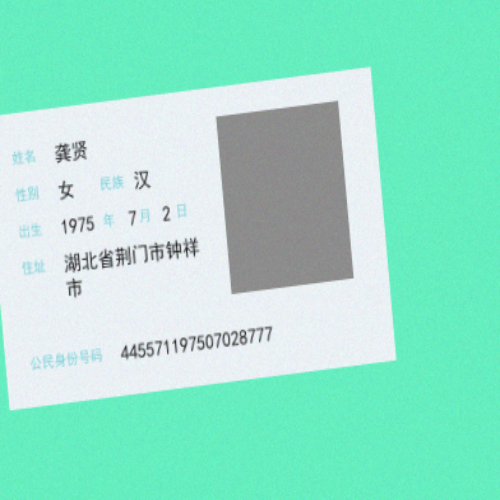 姓名 龚贤
性别 女 民族 汉
出生 1975 年 7 月 2 日
住址 湖北省荆门市钟祥
市
公民身份号码 445571197507028777